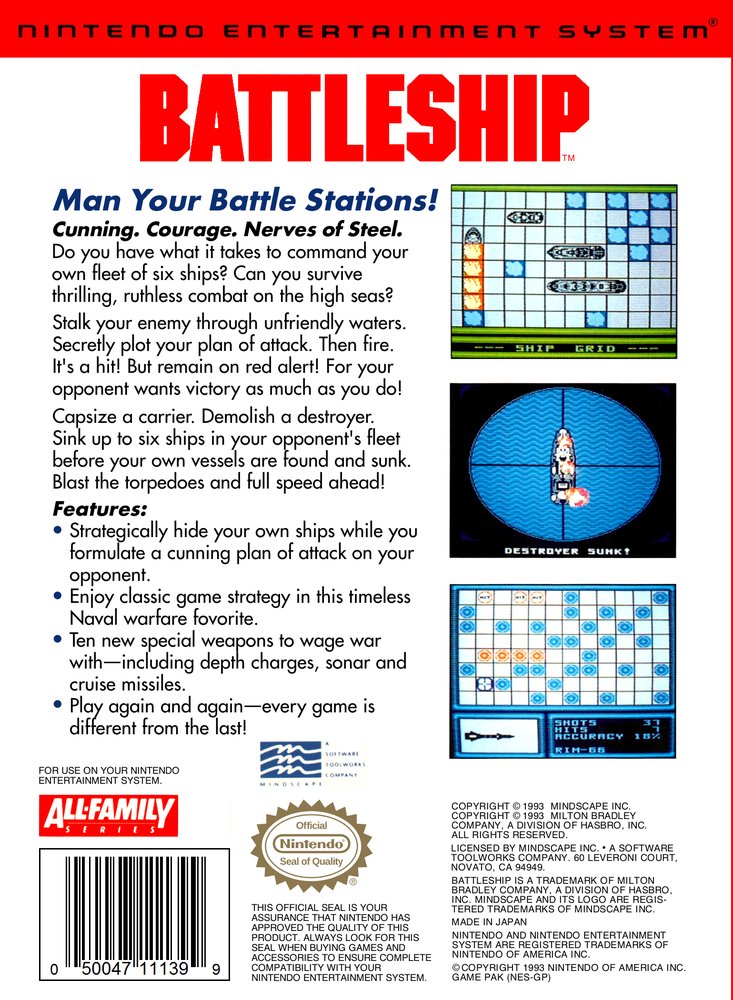 NINTENDO ENTERTAINMENT SYSTEM®
BATTLESHIP™
Man Your Battle Stations!
Cunning. Courage. Nerves of Steel.
Do you have what it takes to command your
own fleet of six ships? Can you survive
thrilling, ruthless combat on the high seas?
Stalk your enemy through unfriendly waters.
Secretly plot your plan of attack. Then fire.
It's a hit! But remain on red alert! For your
opponent wants victory as much as you do!
Capsize a carrier. Demolish a destroyer.
Sink up to six ships in your opponent's fleet
before your own vessels are found and sunk.
Blast the torpedoes and full speed ahead!
Features:
• Strategically hide your own ships while you
formulate a cunning plan of attack on your
opponent.
• Enjoy classic game strategy in this timeless
Naval warfare fovorite.
• Ten new special weapons to wage war
with—including depth charges, sonar and
cruise missiles.
• Play again and again—every game is
different from the last!
--- SHIP GRID ---
DESTROYER SUNK!
HIT HIT HIT
SHOTS 37
HITS 7
ACCURACY 18%
RIM-66
A
SOFTWARE
TOOLWORKS
COMPANY
MINDSCAPE
FOR USE ON YOUR NINTENDO
ENTERTAINMENT SYSTEM.
ALL-FAMILY
SERIES
0 50047 11139 9
Official
Nintendo®
Seal of Quality
®
THIS OFFICIAL SEAL IS YOUR
ASSURANCE THAT NINTENDO HAS
APPROVED THE QUALITY OF THIS
PRODUCT. ALWAYS LOOK FOR THIS
SEAL WHEN BUYING GAMES AND
ACCESSORIES TO ENSURE COMPLETE
COMPATIBILITY WITH YOUR
NINTENDO ENTERTAINMENT SYSTEM.
COPYRIGHT © 1993 MINDSCAPE INC.
COPYRIGHT © 1993 MILTON BRADLEY
COMPANY, A DIVISION OF HASBRO, INC.
ALL RIGHTS RESERVED.
LICENSED BY MINDSCAPE INC. • A SOFTWARE
TOOLWORKS COMPANY. 60 LEVERONI COURT,
NOVATO, CA 94949.
BATTLESHIP IS A TRADEMARK OF MILTON
BRADLEY COMPANY, A DIVISION OF HASBRO,
INC. MINDSCAPE AND ITS LOGO ARE REGIS-
TERED TRADEMARKS OF MINDSCAPE INC.
MADE IN JAPAN
NINTENDO AND NINTENDO ENTERTAINMENT
SYSTEM ARE REGISTERED TRADEMARKS OF
NINTENDO OF AMERICA INC.
© COPYRIGHT 1993 NINTENDO OF AMERICA INC.
GAME PAK (NES-GP)